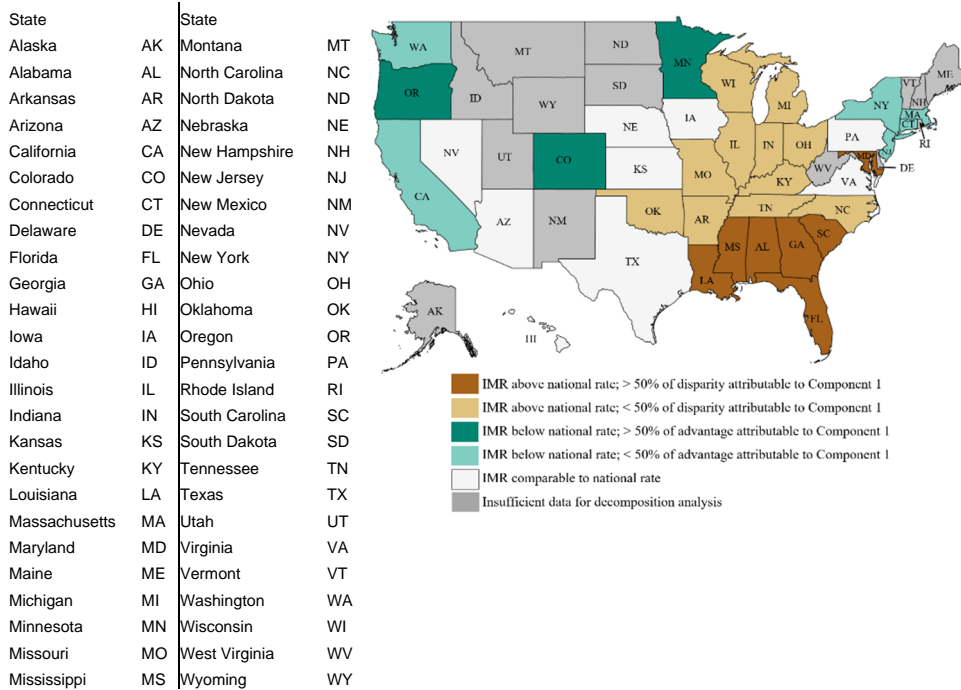 State State
Alaska AK Montana MT
Alabama AL North Carolina NC
Arkansas AR North Dakota ND
Arizona AZ Nebraska NE
California CA New Hampshire NH
Colorado CO New Jersey NJ
Connecticut CT New Mexico NM
Delaware DE Nevada NV
Florida FL New York NY
Georgia GA Ohio OH
Hawaii HI Oklahoma OK
Iowa IA Oregon OR
Idaho ID Pennsylvania PA
Illinois IL Rhode Island RI
Indiana IN South Carolina SC
Kansas KS South Dakota SD
Kentucky KY Tennessee TN
Louisiana LA Texas TX
Massachusetts MA Utah UT
Maryland MD Virginia VA
Maine ME Vermont VT
Michigan MI Washington WA
Minnesota MN Wisconsin WI
Missouri MO West Virginia WV
Mississippi MS Wyoming WY
WA
MT
ND
MN
ME
VT
NH
OR
ID
WY
SD
WI
MI
NY
MA
CT
RI
NV
UT
CO
NE
IA
IL
IN
OH
PA
NJ
MD
DE
CA
KS
MO
KY
WV
VA
AZ
NM
OK
AR
TN
NC
TX
LA
MS
AL
GA
SC
FL
AK
HI
IMR above national rate; > 50% of disparity attributable to Component 1
IMR above national rate; < 50% of disparity attributable to Component 1
IMR below national rate; > 50% of advantage attributable to Component 1
IMR below national rate; < 50% of advantage attributable to Component 1
IMR comparable to national rate
Insufficient data for decomposition analysis